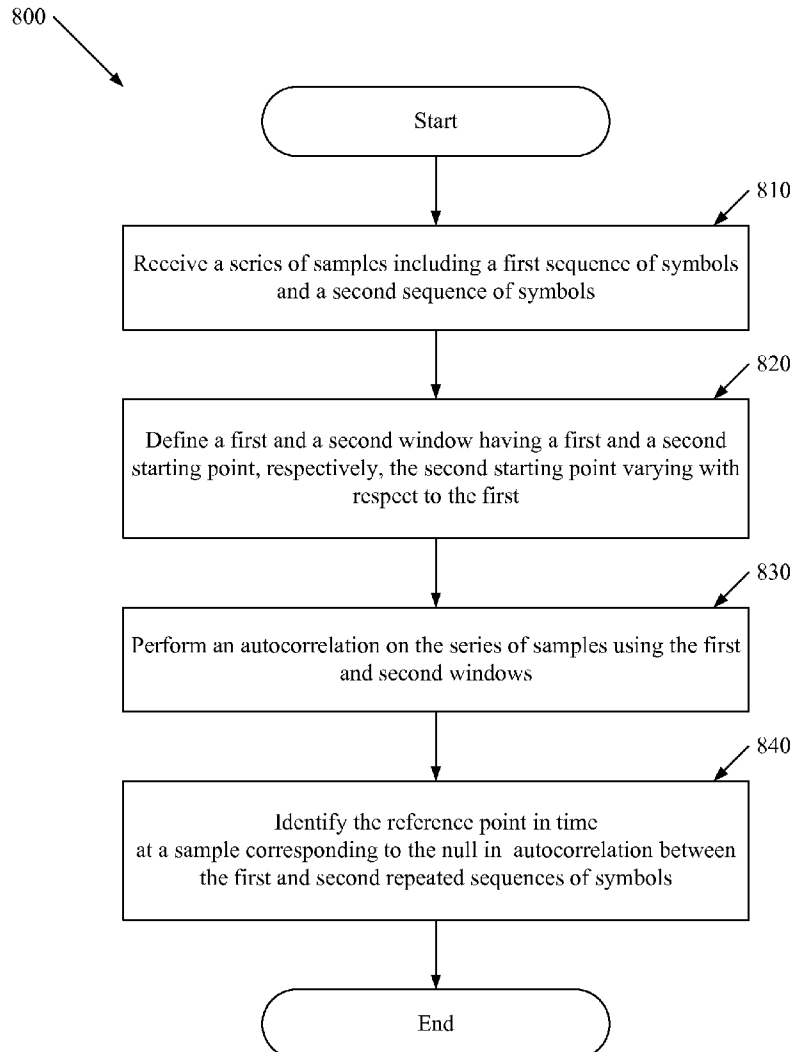 800
Start
810
Receive a series of samples including a first sequence of symbols
and a second sequence of symbols
820
Define a first and a second window having a first and a second
starting point, respectively, the second starting point varying with
respect to the first
830
Perform an autocorrelation on the series of samples using the first
and second windows
840
Identify the reference point in time
at a sample corresponding to the null in autocorrelation between
the first and second repeated sequences of symbols
End